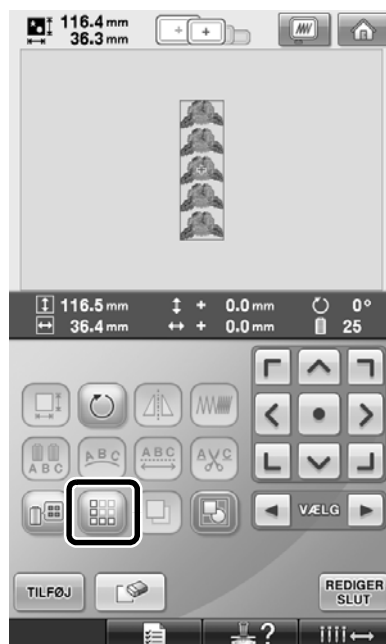 116.4 mm
36.3 mm
116.5 mm + 0.0 mm 0°
36.4 mm + 0.0 mm 25
ABC ABC ABC AYC
VÆLG
TILFØJ
REDIGER
SLUT
?